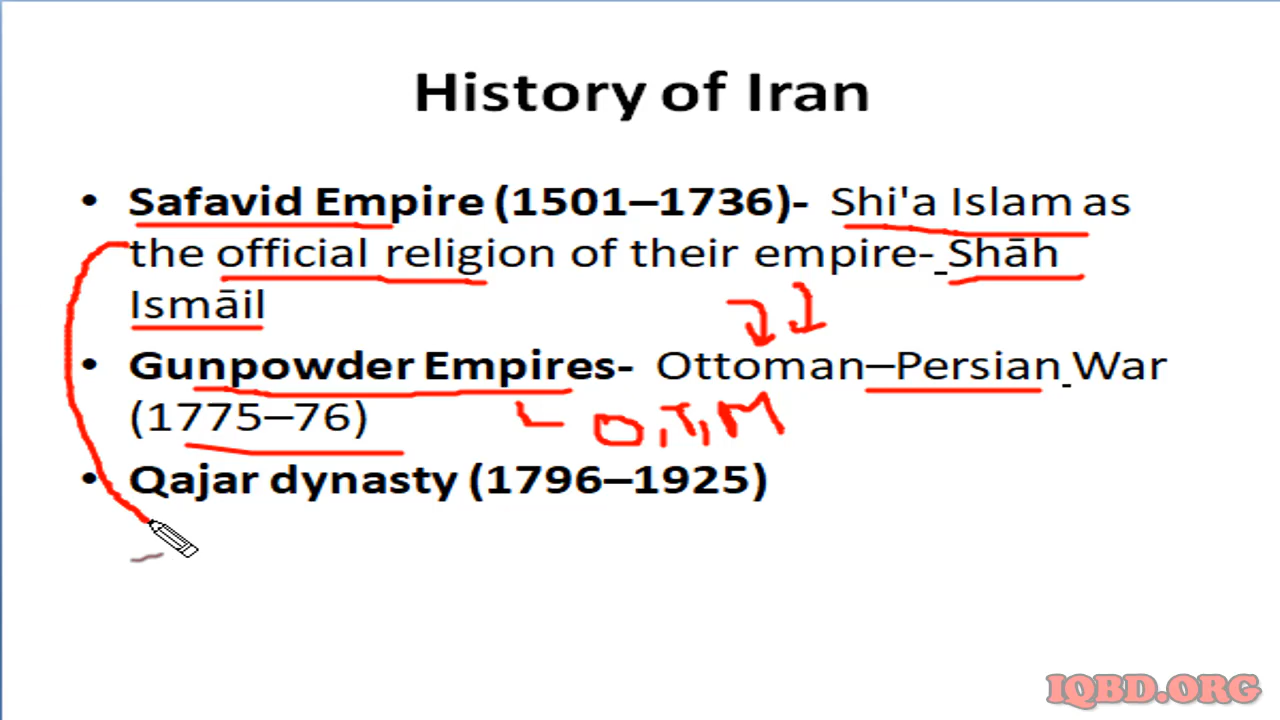 History of Iran
• Safavid Empire (1501–1736)- Shi'a Islam as
the official religion of their empire- Shāh
Ismāil
• Gunpowder Empires- Ottoman–Persian War
(1775–76)
O, T, M
• Qajar dynasty (1796–1925)
IQBD.ORG